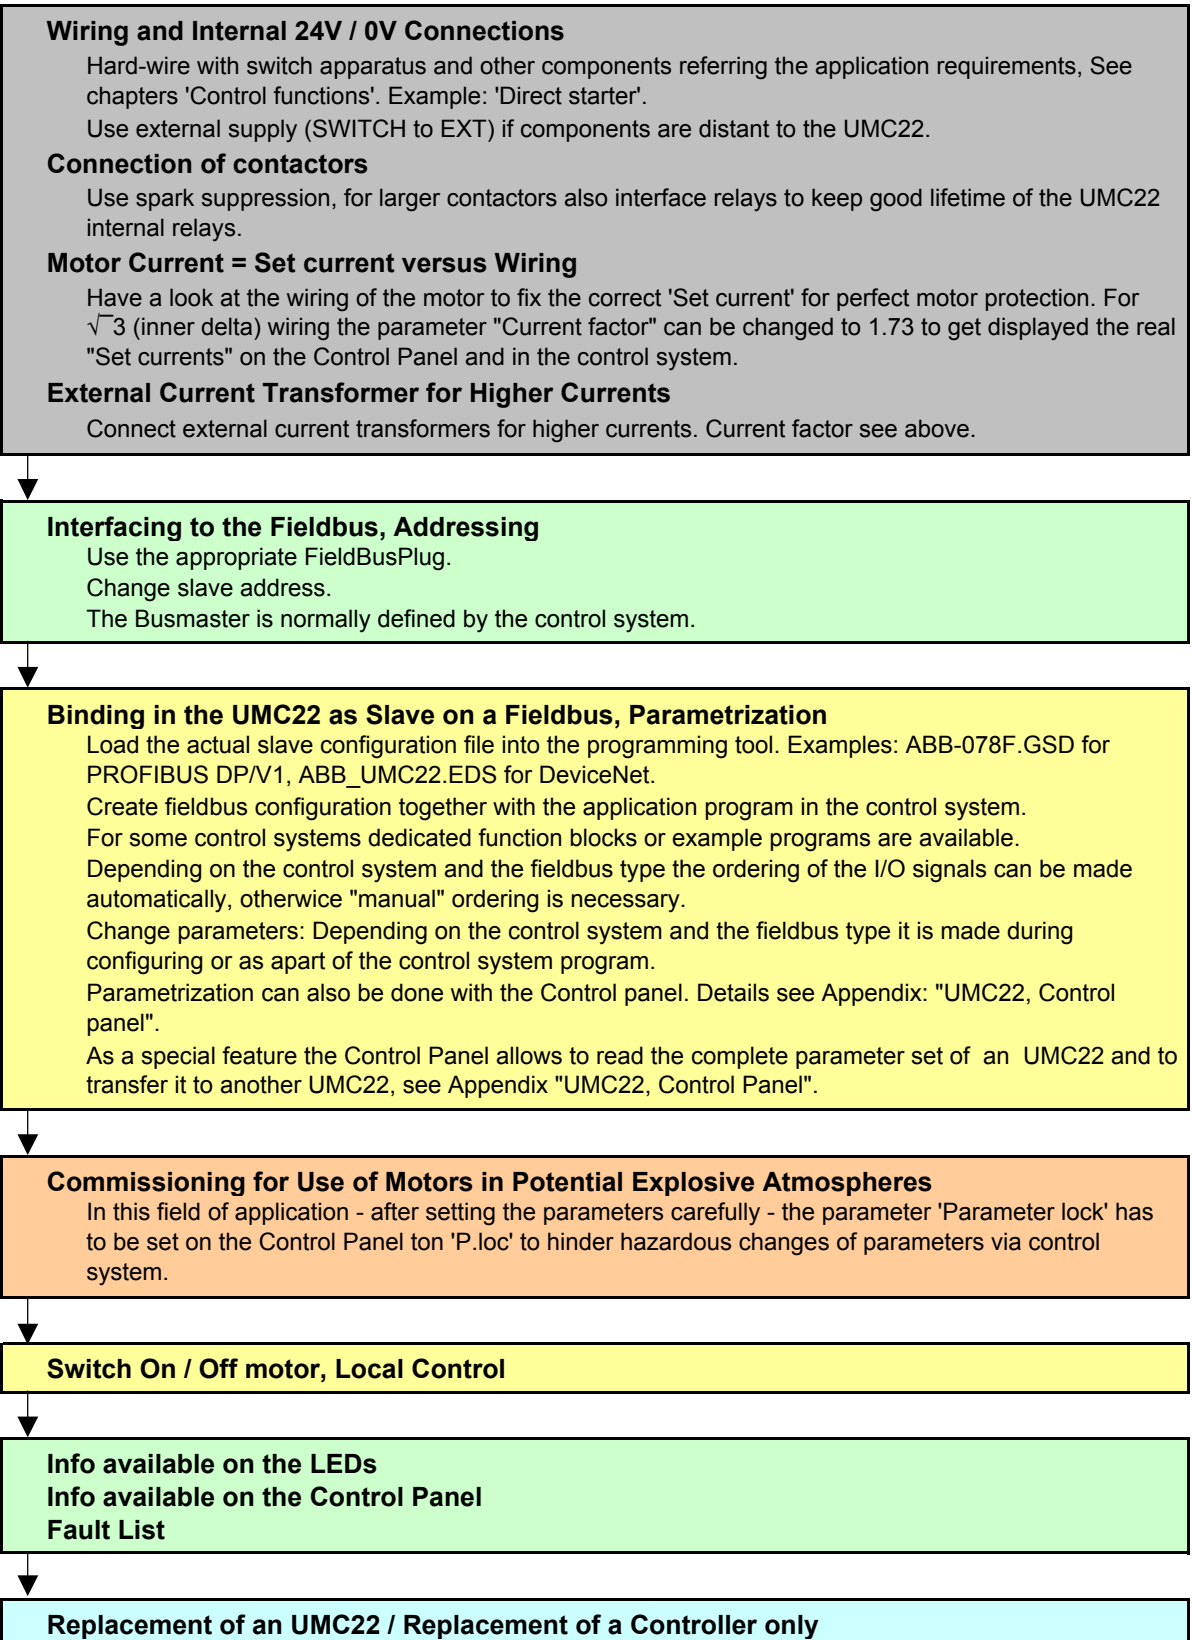 Wiring and Internal 24V / 0V Connections
Hard-wire with switch apparatus and other components referring the application requirements, See
chapters 'Control functions'. Example: 'Direct starter'.
Use external supply (SWITCH to EXT) if components are distant to the UMC22.
Connection of contactors
Use spark suppression, for larger contactors also interface relays to keep good lifetime of the UMC22
internal relays.
Motor Current = Set current versus Wiring
Have a look at the wiring of the motor to fix the correct 'Set current' for perfect motor protection. For
√‾3 (inner delta) wiring the parameter "Current factor" can be changed to 1.73 to get displayed the real
"Set currents" on the Control Panel and in the control system.
External Current Transformer for Higher Currents
Connect external current transformers for higher currents. Current factor see above.
Interfacing to the Fieldbus, Addressing
Use the appropriate FieldBusPlug.
Change slave address.
The Busmaster is normally defined by the control system.
Binding in the UMC22 as Slave on a Fieldbus, Parametrization
Load the actual slave configuration file into the programming tool. Examples: ABB-078F.GSD for
PROFIBUS DP/V1, ABB_UMC22.EDS for DeviceNet.
Create fieldbus configuration together with the application program in the control system.
For some control systems dedicated function blocks or example programs are available.
Depending on the control system and the fieldbus type the ordering of the I/O signals can be made
automatically, otherwice "manual" ordering is necessary.
Change parameters: Depending on the control system and the fieldbus type it is made during
configuring or as apart of the control system program.
Parametrization can also be done with the Control panel. Details see Appendix: "UMC22, Control
panel".
As a special feature the Control Panel allows to read the complete parameter set of an UMC22 and to
transfer it to another UMC22, see Appendix "UMC22, Control Panel".
Commissioning for Use of Motors in Potential Explosive Atmospheres
In this field of application - after setting the parameters carefully - the parameter 'Parameter lock' has
to be set on the Control Panel ton 'P.loc' to hinder hazardous changes of parameters via control
system.
Switch On / Off motor, Local Control
Info available on the LEDs
Info available on the Control Panel
Fault List
Replacement of an UMC22 / Replacement of a Controller only